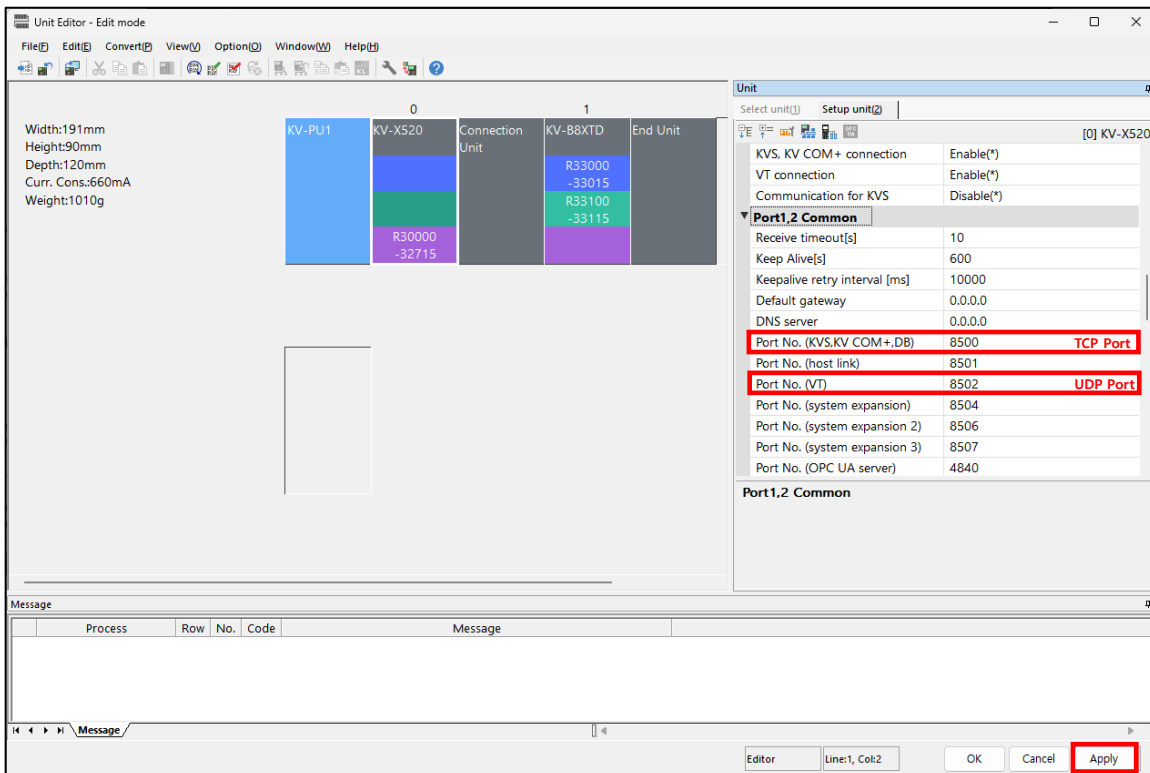 Unit Editor - Edit mode
File(F) Edit(E) Convert(P) View(V) Option(O) Window(W) Help(H)
Width:191mm
Height:90mm
Depth:120mm
Curr. Cons.:660mA
Weight:1010g
0 1
KV-PU1 KV-X520 Connection Unit KV-B8XTD End Unit
R33000
-33015
R33100
-33115
R30000
-32715
Unit
Select unit(1) Setup unit(2)
[0] KV-X520
KVS, KV COM+ connection Enable(*)
VT connection Enable(*)
Communication for KVS Disable(*)
Port1,2 Common
Receive timeout[s] 10
Keep Alive[s] 600
Keepalive retry interval [ms] 10000
Default gateway 0.0.0.0
DNS server 0.0.0.0
Port No. (KVS,KV COM+,DB) 8500 TCP Port
Port No. (host link) 8501
Port No. (VT) 8502 UDP Port
Port No. (system expansion) 8504
Port No. (system expansion 2) 8506
Port No. (system expansion 3) 8507
Port No. (OPC UA server) 4840
Port1,2 Common
Message
Process Row No. Code Message
Message
Editor Line:1, Col:2 OK Cancel Apply